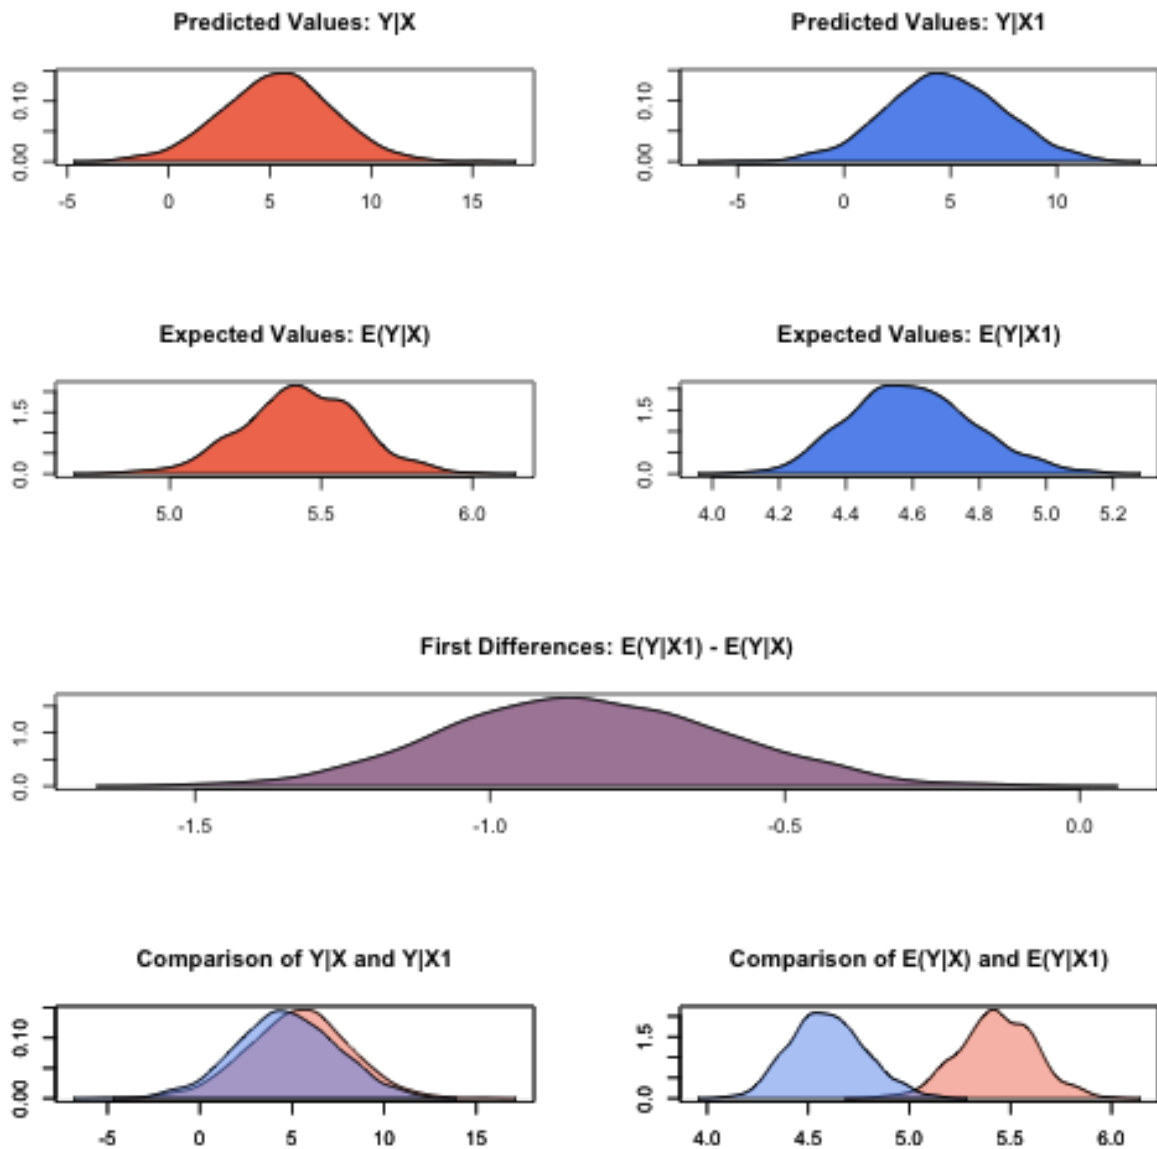 Predicted Values: Y|X
0.00 0.10
-5 0 5 10 15
Predicted Values: Y|X1
0.00 0.10
-5 0 5 10
Expected Values: E(Y|X)
0.0 1.5
5.0 5.5 6.0
Expected Values: E(Y|X1)
0.0 1.5
4.0 4.2 4.4 4.6 4.8 5.0 5.2
First Differences: E(Y|X1) - E(Y|X)
0.0 1.0
-1.5 -1.0 -0.5 0.0
Comparison of Y|X and Y|X1
0.00 0.10
-5 0 5 10 15
Comparison of E(Y|X) and E(Y|X1)
0.0 1.5
4.0 4.5 5.0 5.5 6.0